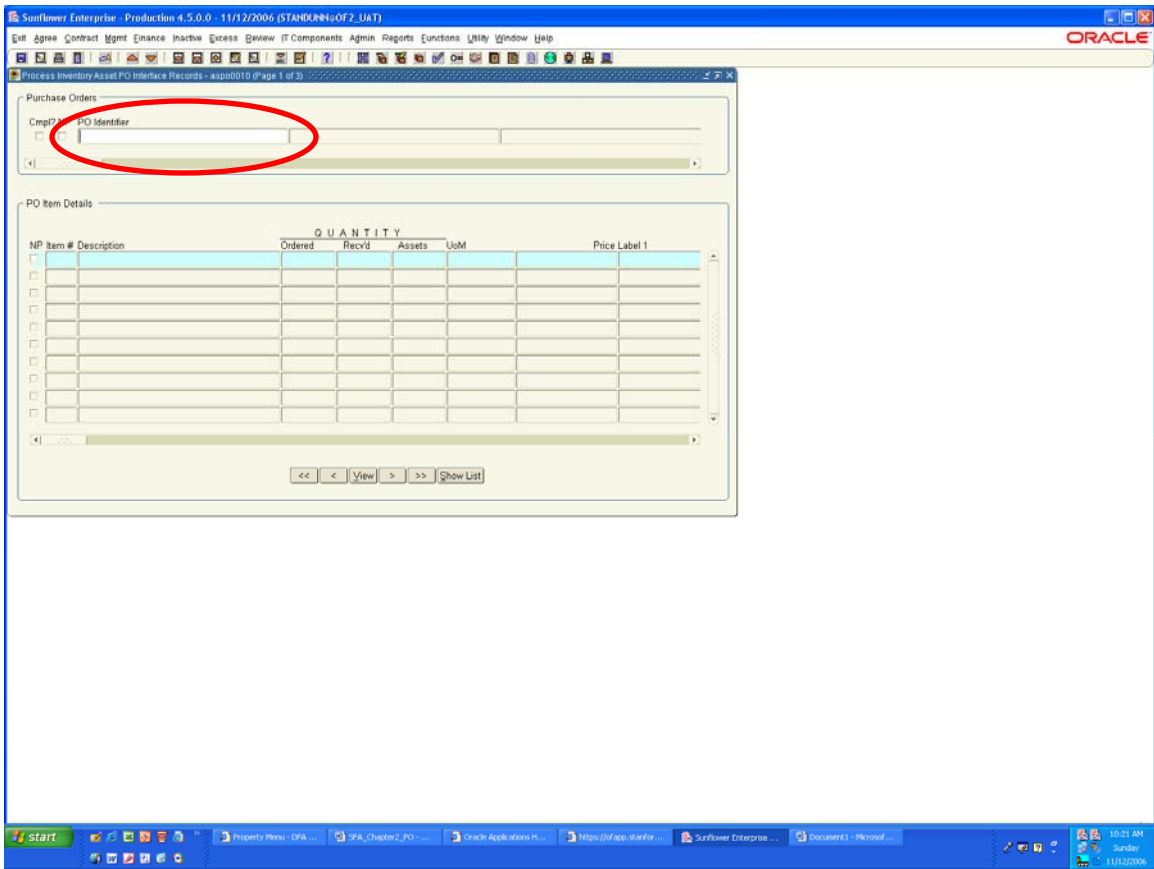 Sunflower Enterprise - Production 4.5.0.0 - 11/12/2006 (STANDUNN@OF2_UAT)
Exit Agree Contract Mgmt Finance Inactive Excess Review IT Components Admin Reports Functions Utility Window Help
ORACLE
Process Inventory Asset PO Interface Records - aspo0010 (Page 1 of 3)
Purchase Orders
Cmpl? NP PO Identifier
PO Item Details
QUANTITY
NP Item # Description Ordered Recv'd Assets UoM Price Label 1
<< < View > >> Show List
start Property Menu - DPA ... SPA_Chapter2_PO - ... Oracle Applications H... https://ofapp.stanfor... Sunflower Enterprise ... Document1 - Microsof...
10:21 AM
Sunday
11/12/2006